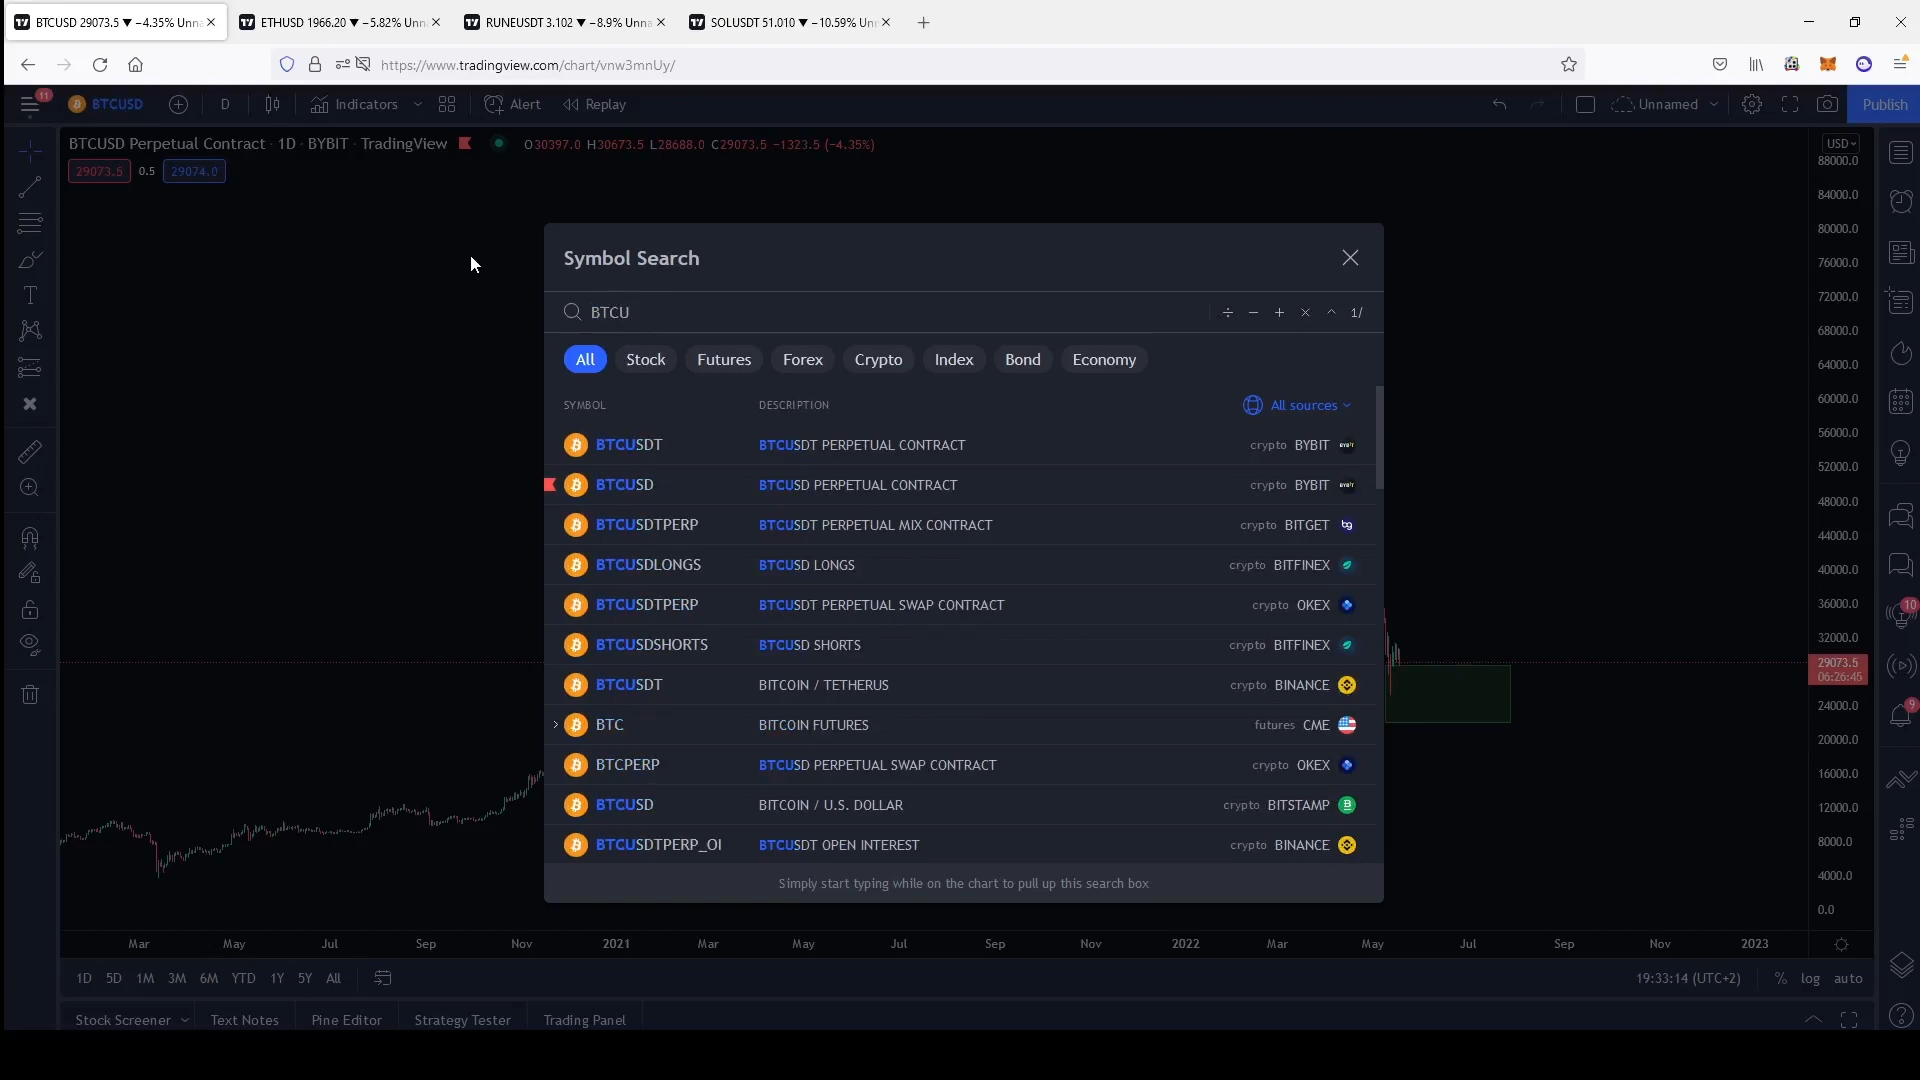 BTCUSD 29073.5 ▼ −4.35% Unna
ETHUSD 1966.20 ▼ −5.82% Unn
RUNEUSDT 3.102 ▼ −8.9% Unna
SOLUSDT 51.010 ▼ −10.59% Un
https://www.tradingview.com/chart/vnw3mnUy/
11
BTCUSD
D
Indicators
Alert
Replay
Unnamed
Publish
BTCUSD Perpetual Contract · 1D · BYBIT · TradingView
O30397.0 H30673.5 L28688.0 C29073.5 −1323.5 (−4.35%)
USD
29073.5 0.5 29074.0
88000.0
84000.0
80000.0
76000.0
72000.0
68000.0
64000.0
60000.0
56000.0
52000.0
48000.0
44000.0
40000.0
36000.0
32000.0
29073.5
06:26:45
24000.0
20000.0
16000.0
12000.0
8000.0
4000.0
0.0
10
9
Symbol Search
BTCU
÷ − + × ^ 1/
All Stock Futures Forex Crypto Index Bond Economy
SYMBOL DESCRIPTION All sources
BTCUSDT BTCUSDT PERPETUAL CONTRACT crypto BYBIT
BTCUSD BTCUSD PERPETUAL CONTRACT crypto BYBIT
BTCUSDTPERP BTCUSDT PERPETUAL MIX CONTRACT crypto BITGET
BTCUSDLONGS BTCUSD LONGS crypto BITFINEX
BTCUSDTPERP BTCUSDT PERPETUAL SWAP CONTRACT crypto OKEX
BTCUSDSHORTS BTCUSD SHORTS crypto BITFINEX
BTCUSDT BITCOIN / TETHERUS crypto BINANCE
BTC BITCOIN FUTURES futures CME
BTCPERP BTCUSD PERPETUAL SWAP CONTRACT crypto OKEX
BTCUSD BITCOIN / U.S. DOLLAR crypto BITSTAMP
BTCUSDTPERP_OI BTCUSDT OPEN INTEREST crypto BINANCE
Simply start typing while on the chart to pull up this search box
Mar May Jul Sep Nov 2021 Mar May Jul Sep Nov 2022 Mar May Jul Sep Nov 2023
1D 5D 1M 3M 6M YTD 1Y 5Y All
19:33:14 (UTC+2) % log auto
Stock Screener Text Notes Pine Editor Strategy Tester Trading Panel